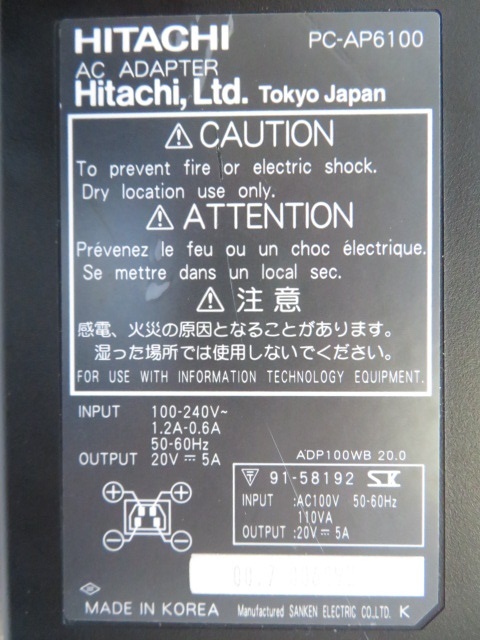 HITACHI PC-AP6100
AC ADAPTER
Hitachi, Ltd. Tokyo Japan
⚠ CAUTION
To prevent fire or electric shock.
Dry location use only.
⚠ ATTENTION
Prévenez le feu ou un choc électrique.
Se mettre dans un local sec.
⚠ 注意
感電、火災の原因となることがあります。
湿った場所では使用しないでください。
FOR USE WITH INFORMATION TECHNOLOGY EQUIPMENT.
INPUT 100-240V~
1.2A-0.6A
50-60Hz
OUTPUT 20V ⎓ 5A
ADP100WB 20.0
91-58192 SK
INPUT :AC100V 50-60Hz
110VA
OUTPUT :20V ⎓ 5A
MADE IN KOREA Manufactured SANKEN ELECTRIC CO.,LTD. K